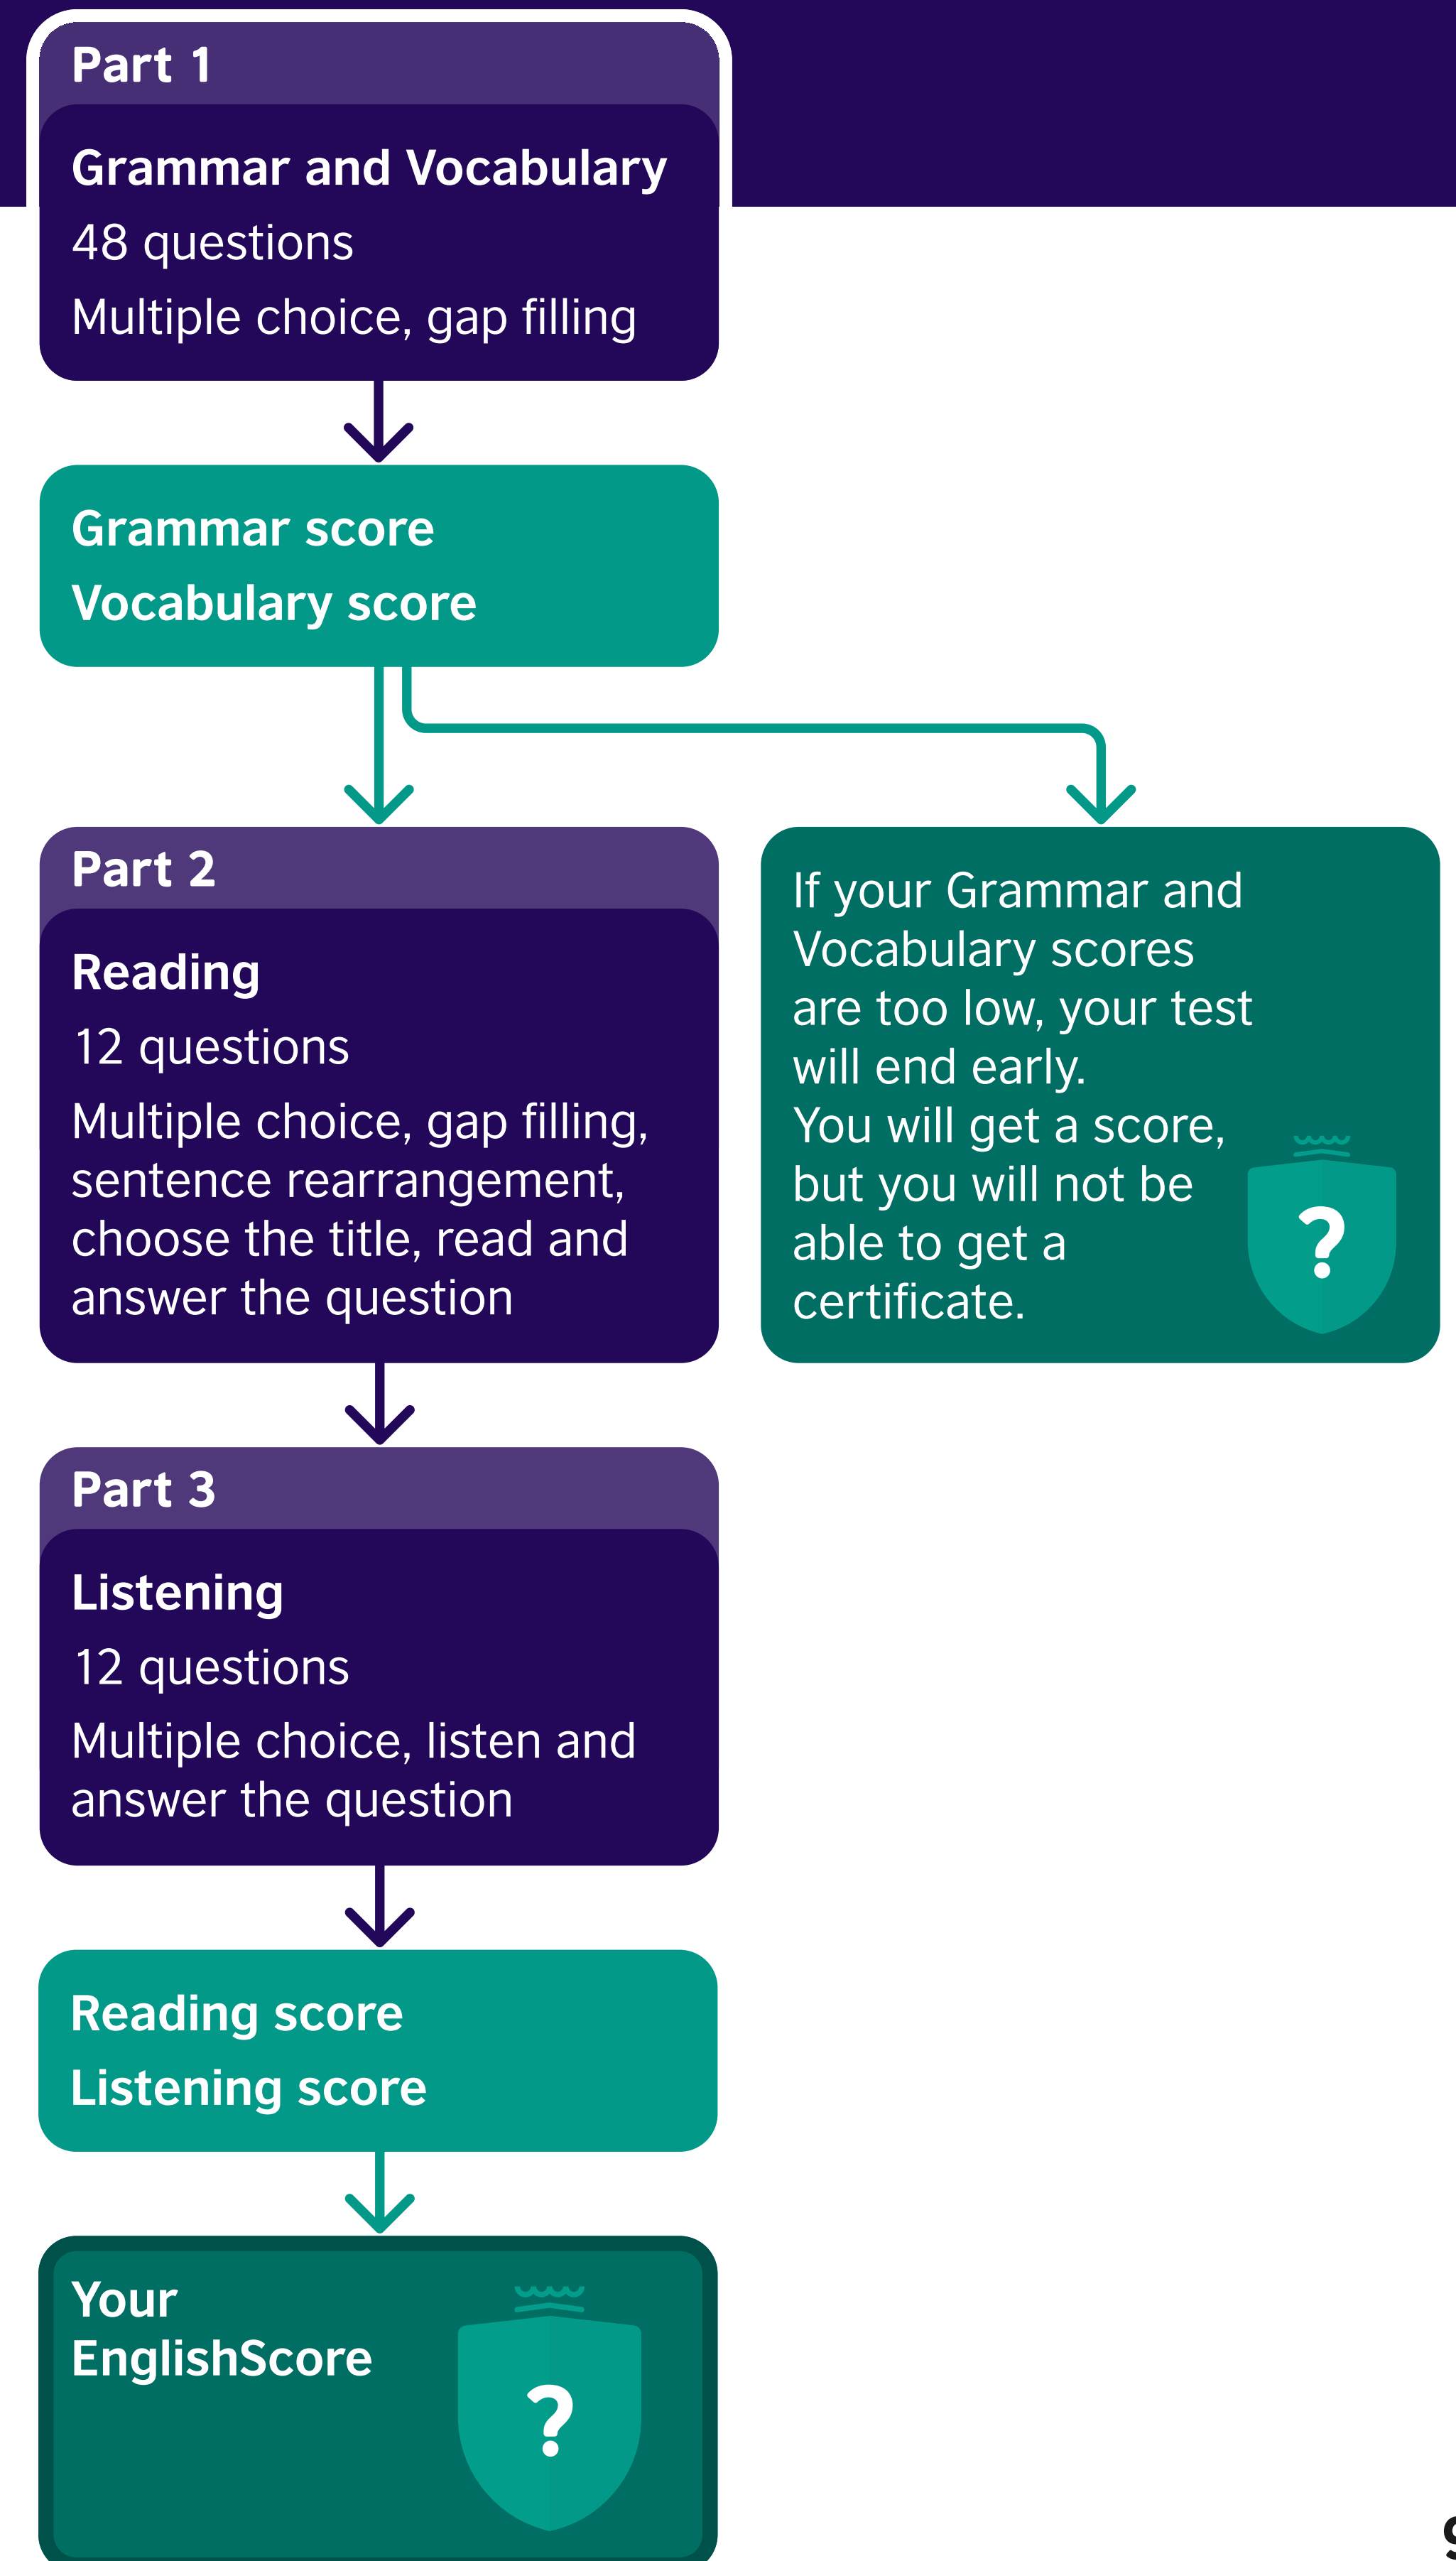 Part 1
Grammar and Vocabulary
48 questions
Multiple choice, gap filling
Grammar score
Vocabulary score
Part 2
Reading
12 questions
Multiple choice, gap filling,
sentence rearrangement,
choose the title, read and
answer the question
If your Grammar and
Vocabulary scores
are too low, your test
will end early.
You will get a score,
but you will not be
able to get a
certificate.
?
Part 3
Listening
12 questions
Multiple choice, listen and
answer the question
Reading score
Listening score
Your
EnglishScore
?